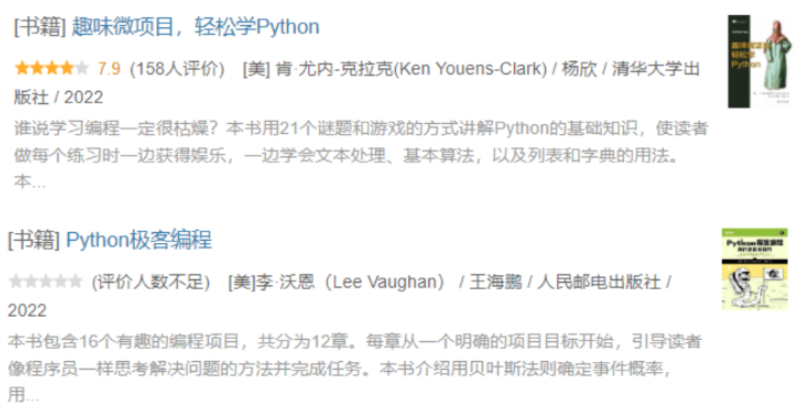 [书籍] 趣味微项目，轻松学Python
7.9 (158人评价) [美] 肯·尤内-克拉克(Ken Youens-Clark) / 杨欣 / 清华大学出
版社 / 2022
谁说学习编程一定很枯燥？本书用21个谜题和游戏的方式讲解Python的基础知识，使读者
做每个练习时一边获得娱乐，一边学会文本处理、基本算法，以及列表和字典的用法。
本...
[书籍] Python极客编程
(评价人数不足) [美]李·沃恩（Lee Vaughan） / 王海鹏 / 人民邮电出版社 /
2022
本书包含16个有趣的编程项目，共分为12章。每章从一个明确的项目目标开始，引导读者
像程序员一样思考解决问题的方法并完成任务。本书介绍用贝叶斯法则确定事件概率，
用...
Python极客编程